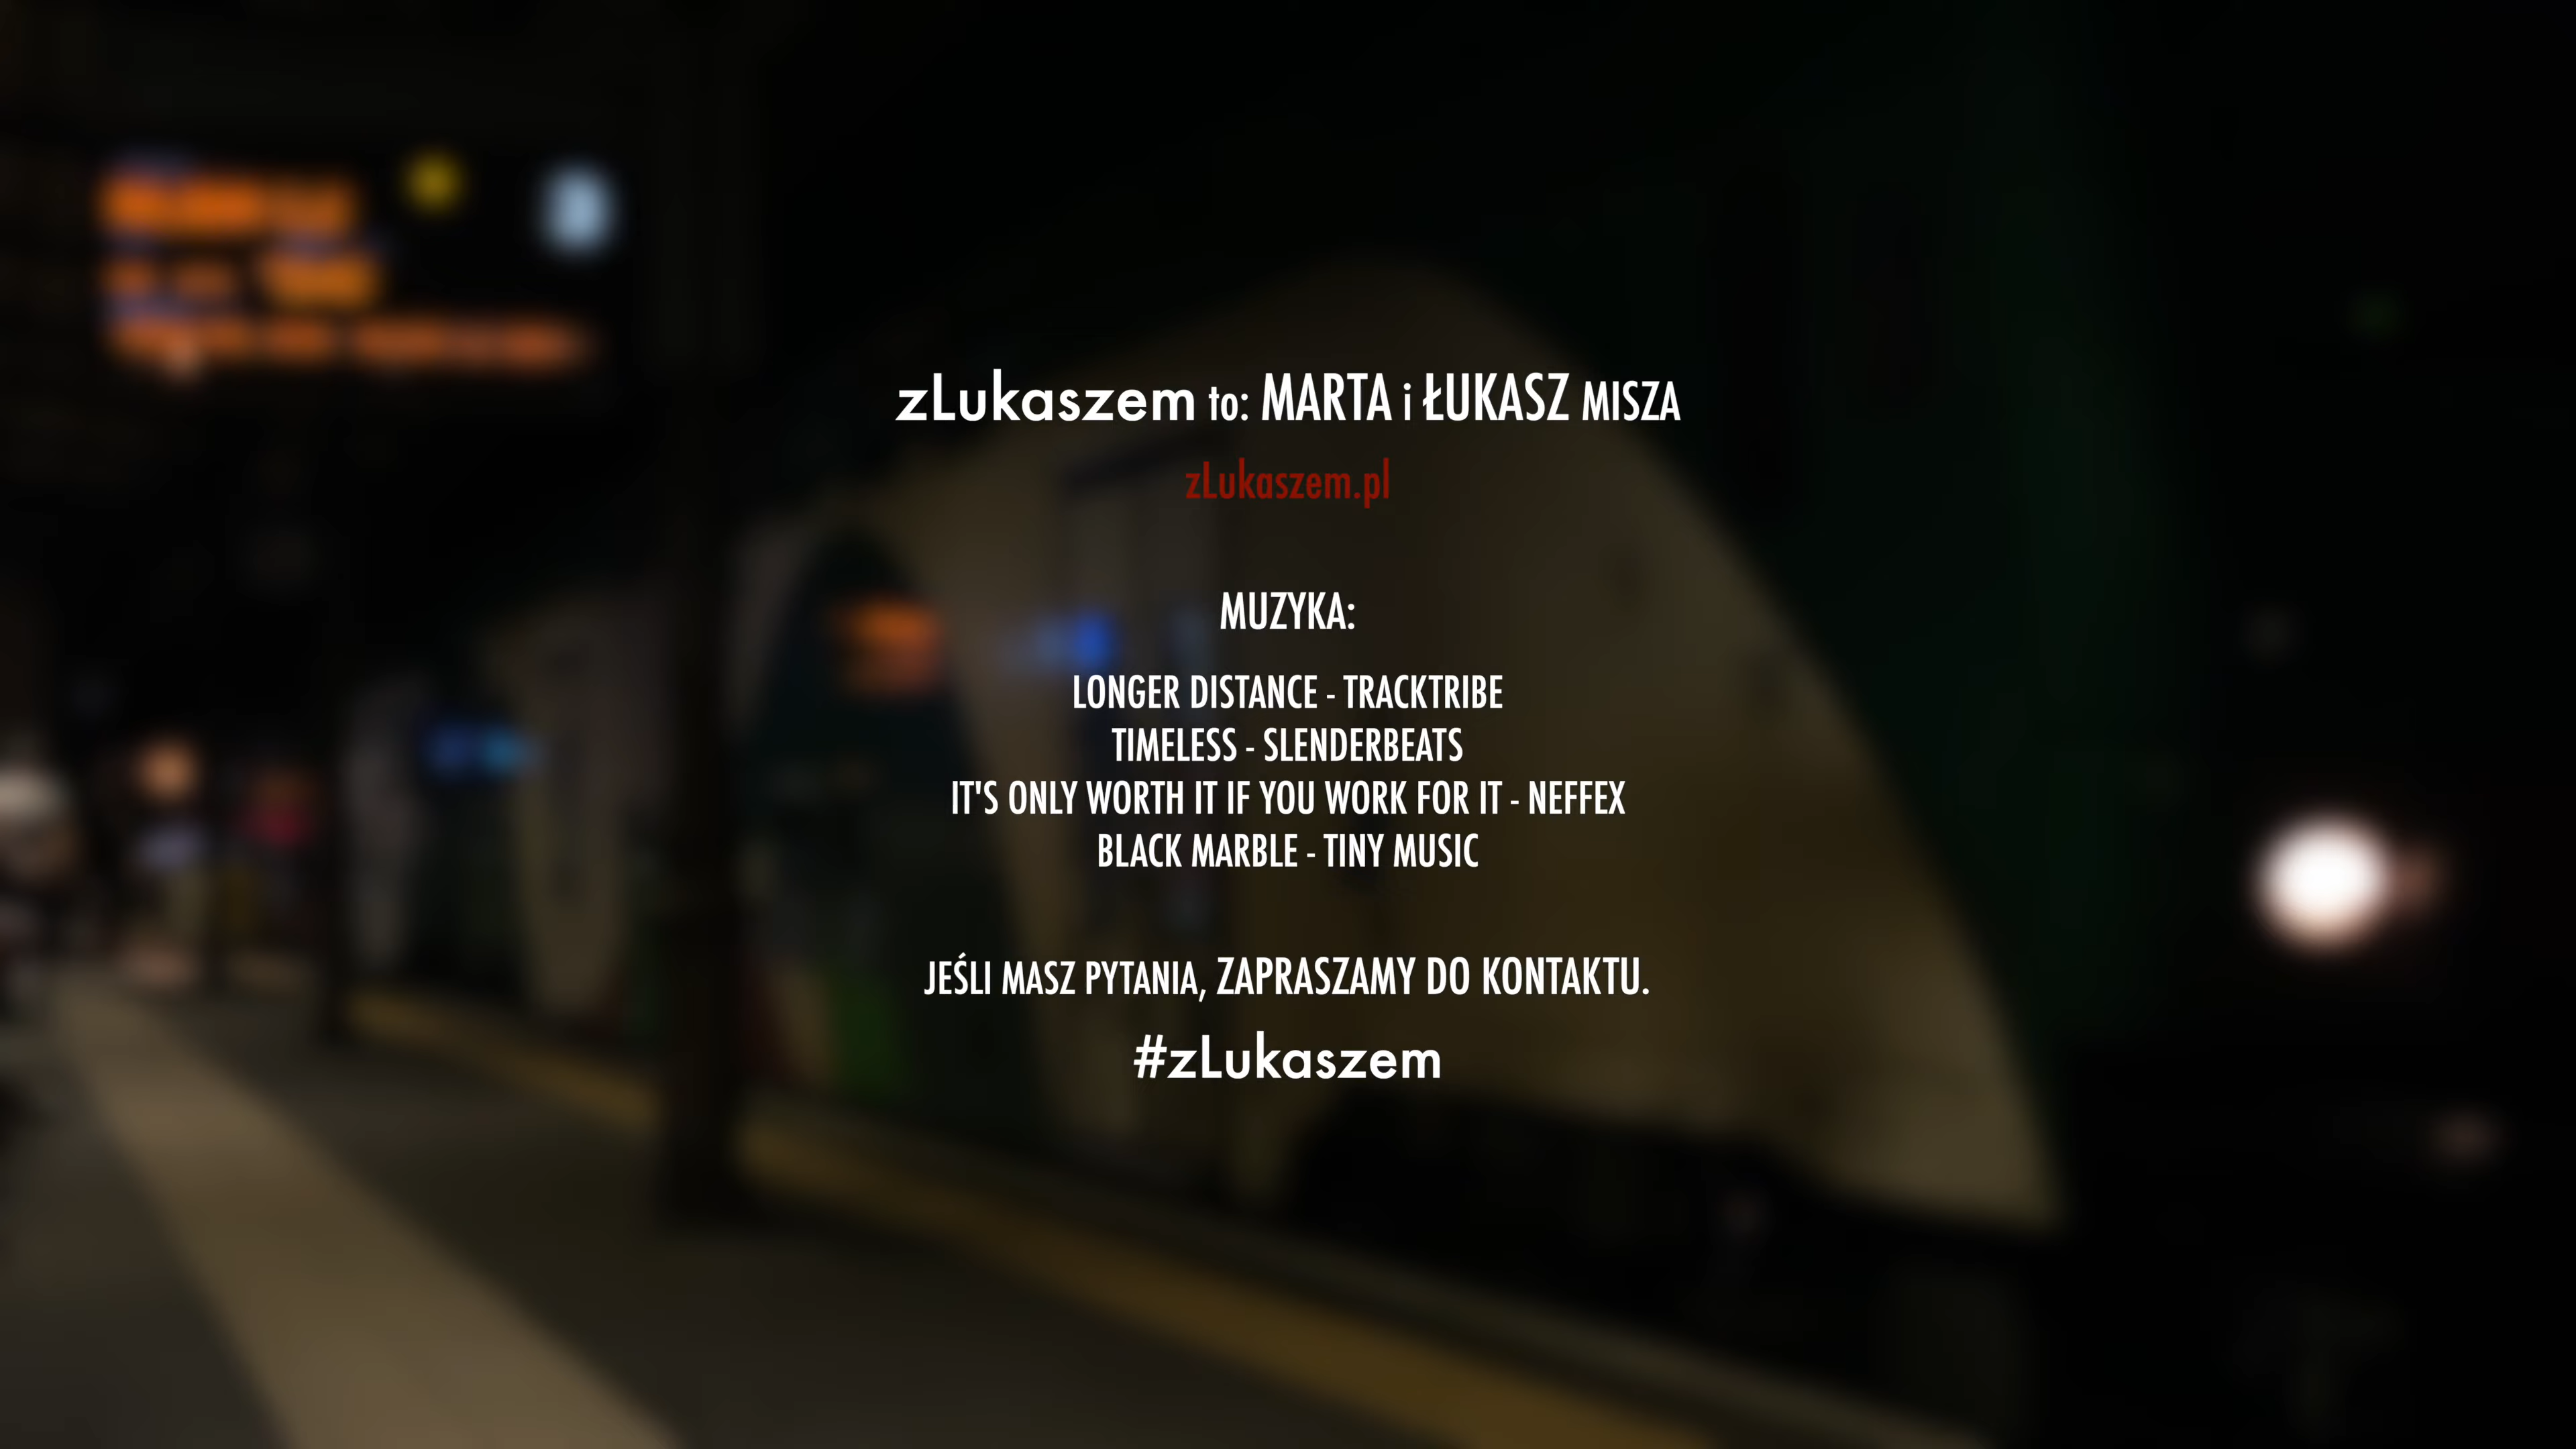 zLukaszem to: MARTA i ŁUKASZ MISZA
zLukaszem.pl
MUZYKA:
LONGER DISTANCE - TRACKTRIBE
TIMELESS - SLENDERBEATS
IT'S ONLY WORTH IT IF YOU WORK FOR IT - NEFFEX
BLACK MARBLE - TINY MUSIC
JEŚLI MASZ PYTANIA, ZAPRASZAMY DO KONTAKTU.
#zLukaszem